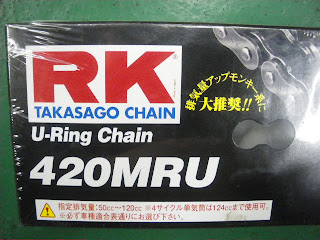 RK
TAKASAGO CHAIN
U-Ring Chain
420MRU
排気量アップモンキー系に
大推奨!!
指定排気量:50cc～120cc ※4サイクル単気筒は124ccまで使用可。
※必ず車種適合表通りにお選び下さい。